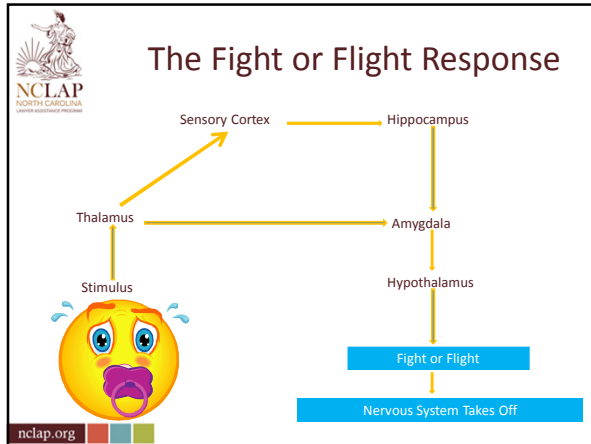 NCLAP
NORTH CAROLINA
LAWYER ASSISTANCE PROGRAM
The Fight or Flight Response
Sensory Cortex
Hippocampus
Thalamus
Amygdala
Stimulus
Hypothalamus
Fight or Flight
Nervous System Takes Off
nclap.org